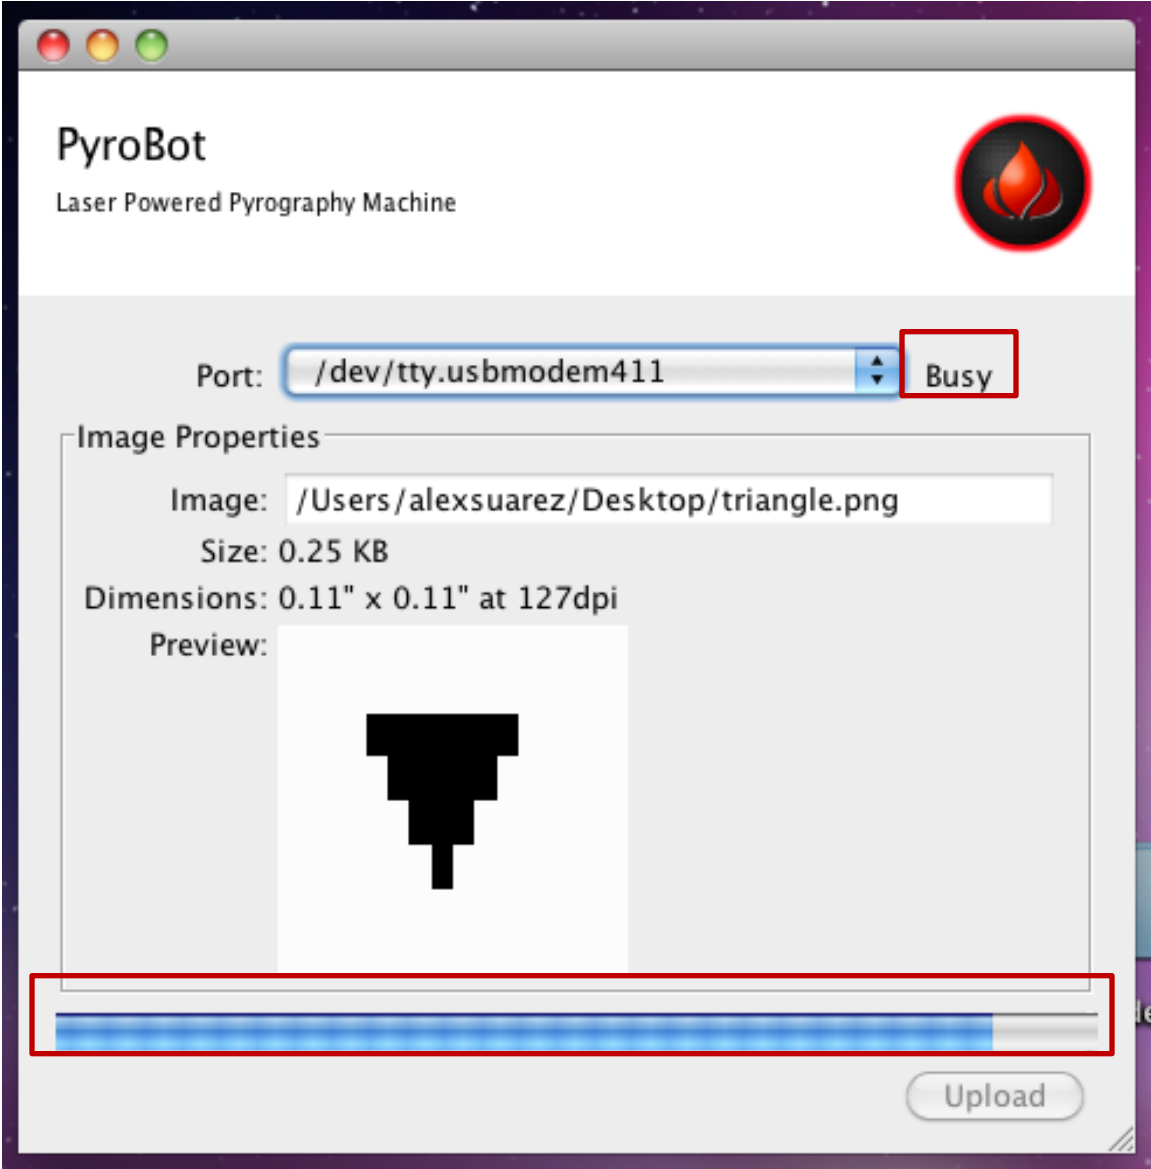 PyroBot
Laser Powered Pyrography Machine
Port: /dev/tty.usbmodem411 Busy
Image Properties
Image: /Users/alexsuarez/Desktop/triangle.png
Size: 0.25 KB
Dimensions: 0.11" x 0.11" at 127dpi
Preview:
Upload